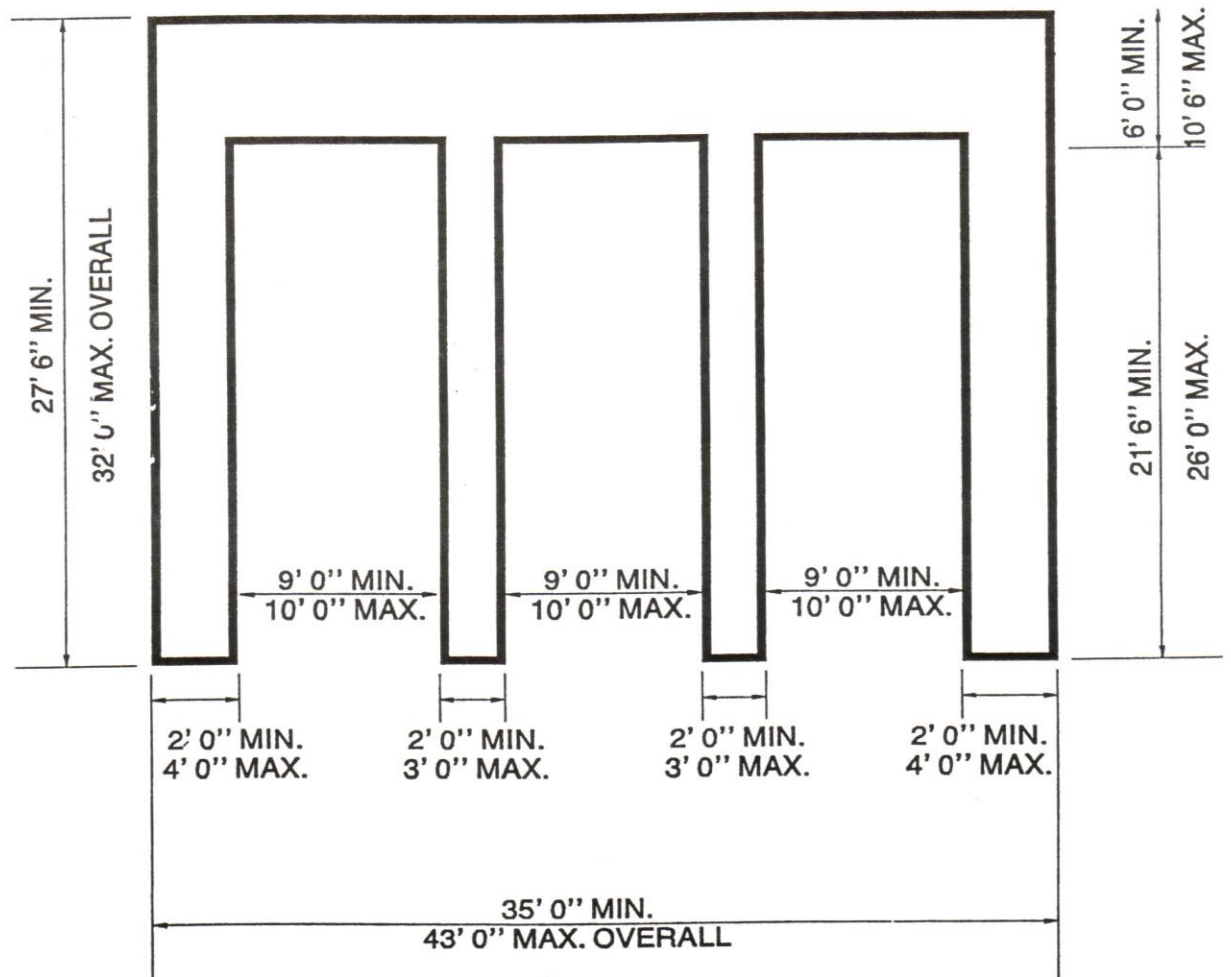 6' 0" MIN.
10' 6" MAX.
27' 6" MIN.
32' 0" MAX. OVERALL
21' 6" MIN.
26' 0" MAX.
9' 0" MIN.
10' 0" MAX.
9' 0" MIN.
10' 0" MAX.
9' 0" MIN.
10' 0" MAX.
2' 0" MIN.
4' 0" MAX.
2' 0" MIN.
3' 0" MAX.
2' 0" MIN.
3' 0" MAX.
2' 0" MIN.
4' 0" MAX.
35' 0" MIN.
43' 0" MAX. OVERALL